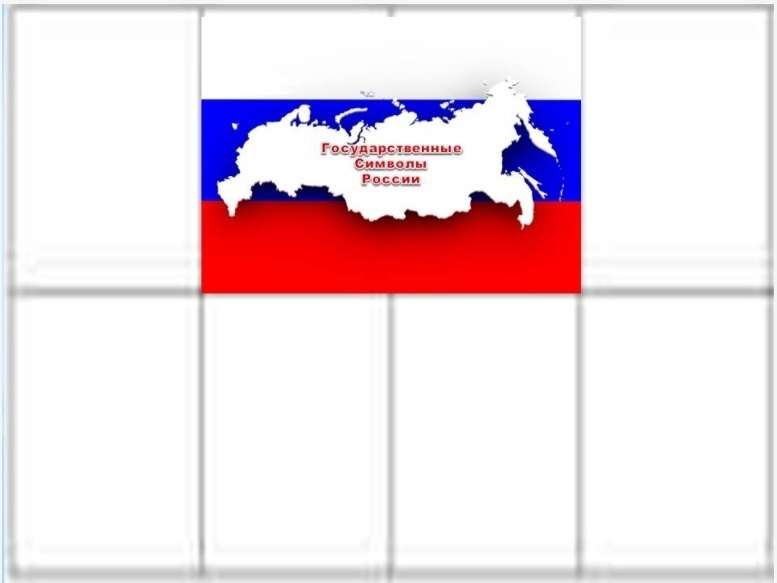 Государственные
Символы
России